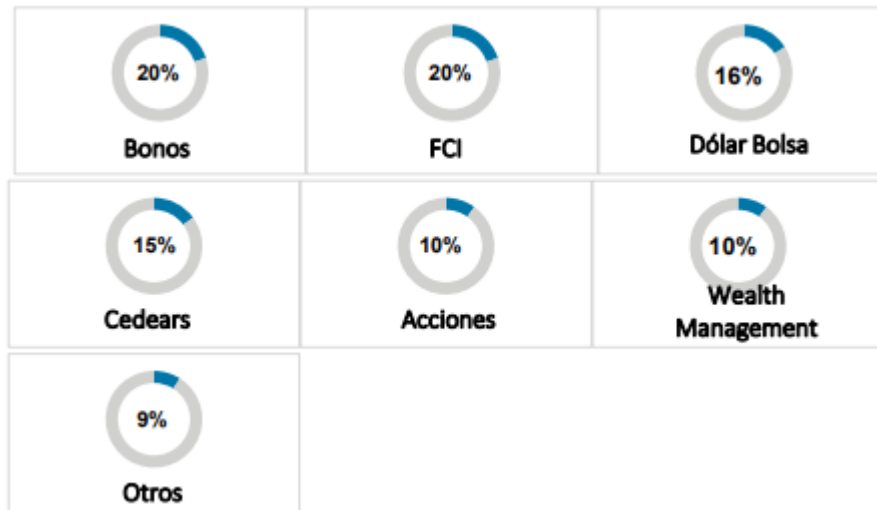 20%
Bonos
20%
FCI
16%
Dólar Bolsa
15%
Cedears
10%
Acciones
10%
Wealth
Management
9%
Otros